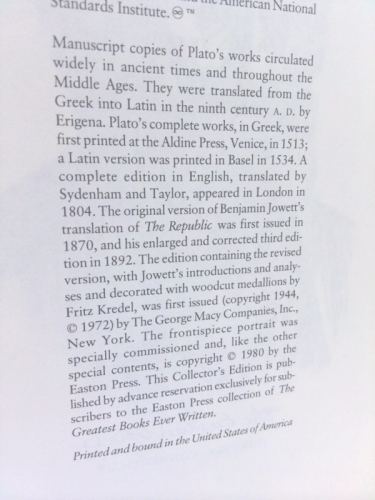 the American National
Standards Institute. ♾ ™
Manuscript copies of Plato's works circulated
widely in ancient times and throughout the
Middle Ages. They were translated from the
Greek into Latin in the ninth century A. D. by
Erigena. Plato's complete works, in Greek, were
first printed at the Aldine Press, Venice, in 1513;
a Latin version was printed in Basel in 1534. A
complete edition in English, translated by
Sydenham and Taylor, appeared in London in
1804. The original version of Benjamin Jowett's
translation of The Republic was first issued in
1870, and his enlarged and corrected third edi-
tion in 1892. The edition containing the revised
version, with Jowett's introductions and analy-
ses and decorated with woodcut medallions by
Fritz Kredel, was first issued (copyright 1944,
© 1972) by The George Macy Companies, Inc.,
New York. The frontispiece portrait was
specially commissioned and, like the other
special contents, is copyright © 1980 by the
Easton Press. This Collector's Edition is pub-
lished by advance reservation exclusively for sub-
scribers to the Easton Press collection of The
Greatest Books Ever Written.
Printed and bound in the United States of America